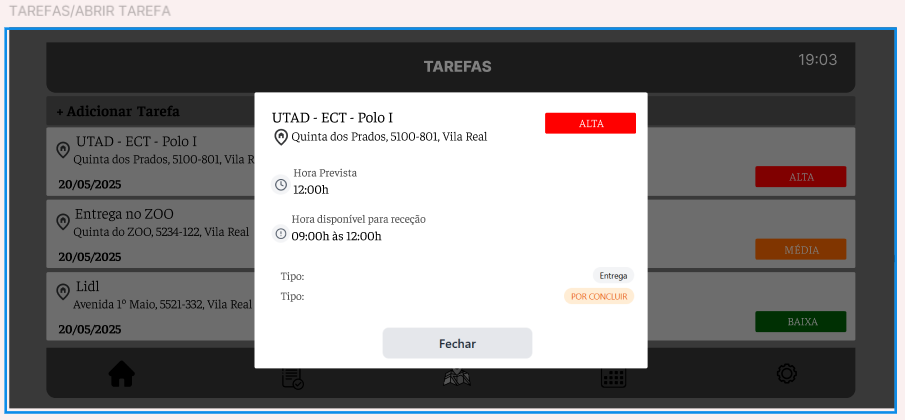 TAREFAS/ABRIR TAREFA
TAREFAS
19:03
+ Adicionar Tarefa
UTAD - ECT - Polo I
Quinta dos Prados, 5100-801, Vila R
20/05/2025
ALTA
Entrega no ZOO
Quinta do ZOO, 5234-122, Vila Real
20/05/2025
MÉDIA
Lidl
Avenida 1º Maio, 5521-332, Vila Real
20/05/2025
BAIXA
UTAD - ECT - Polo I
ALTA
Quinta dos Prados, 5100-801, Vila Real
Hora Prevista
12:00h
Hora disponível para receção
09:00h às 12:00h
Tipo:
Entrega
Tipo:
POR CONCLUIR
Fechar